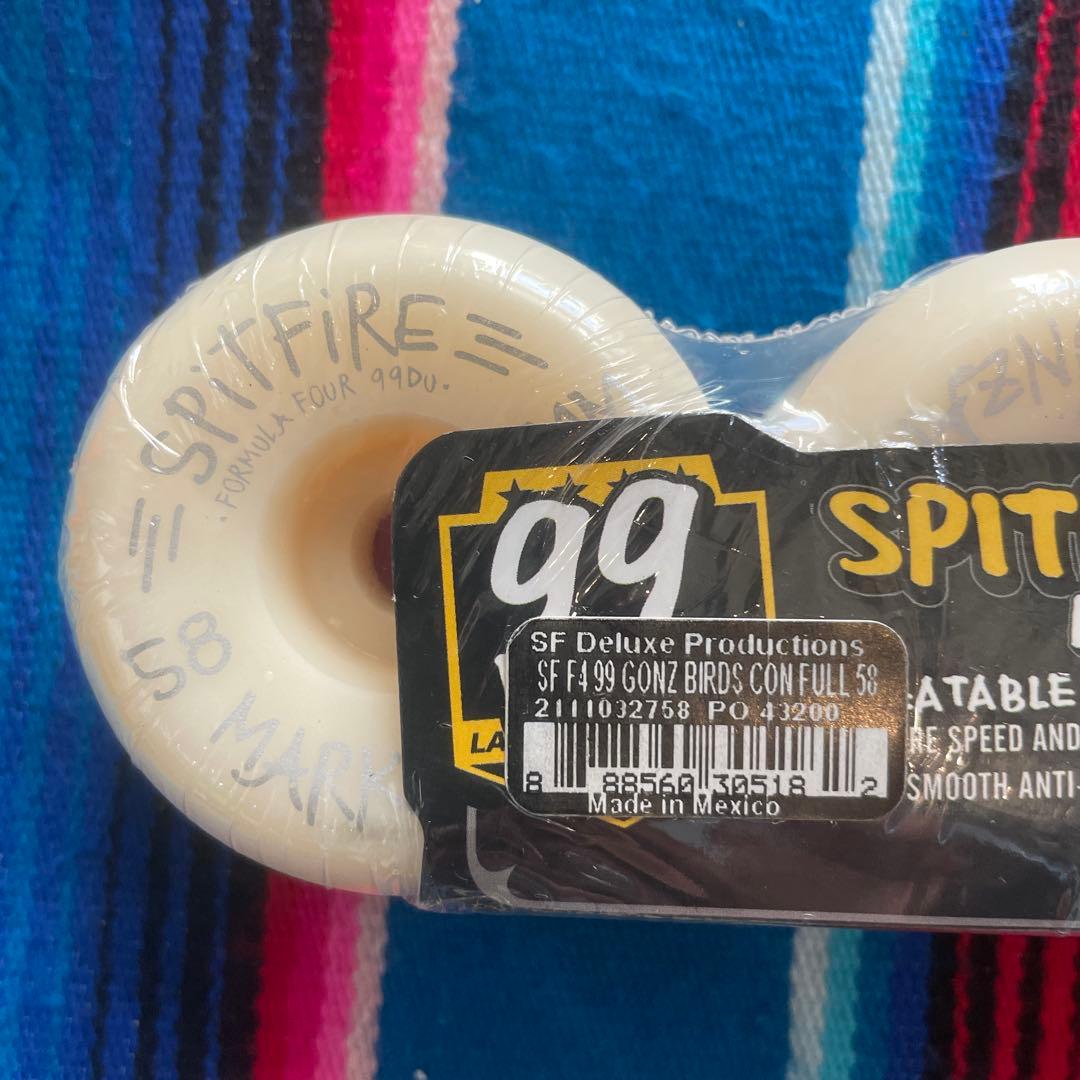 SPiTFiRE
.FORMULA FOUR 99DU.
58
MARK
99
SPIT
LA
ATABLE
RE SPEED AND
SMOOTH ANTI-
SF Deluxe Productions
SF F4 99 GONZ BIRDS CON FULL 58
2111032758 PO 43200
8 88560 30518 2
Made in Mexico